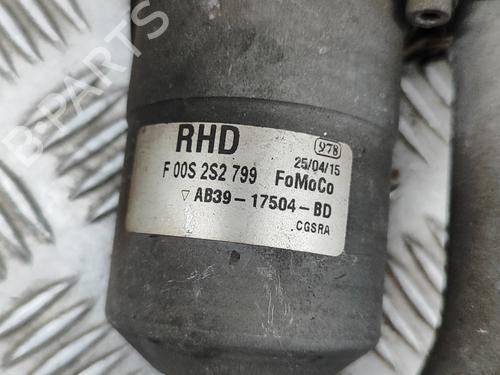 RHD
978
25/04/15
F 00S 2S2 799 FoMoCo
▽ AB39-17504-BD
CGSRA
B-PARTS